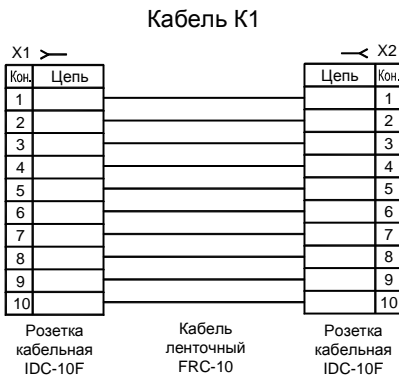 Кабель К1
X1 X2
Кон. Цепь Цепь Кон.
1 1
2 2
3 3
4 4
5 5
6 6
7 7
8 8
9 9
10 10
Розетка Кабель Розетка
кабельная ленточный кабельная
IDC-10F FRC-10 IDC-10F